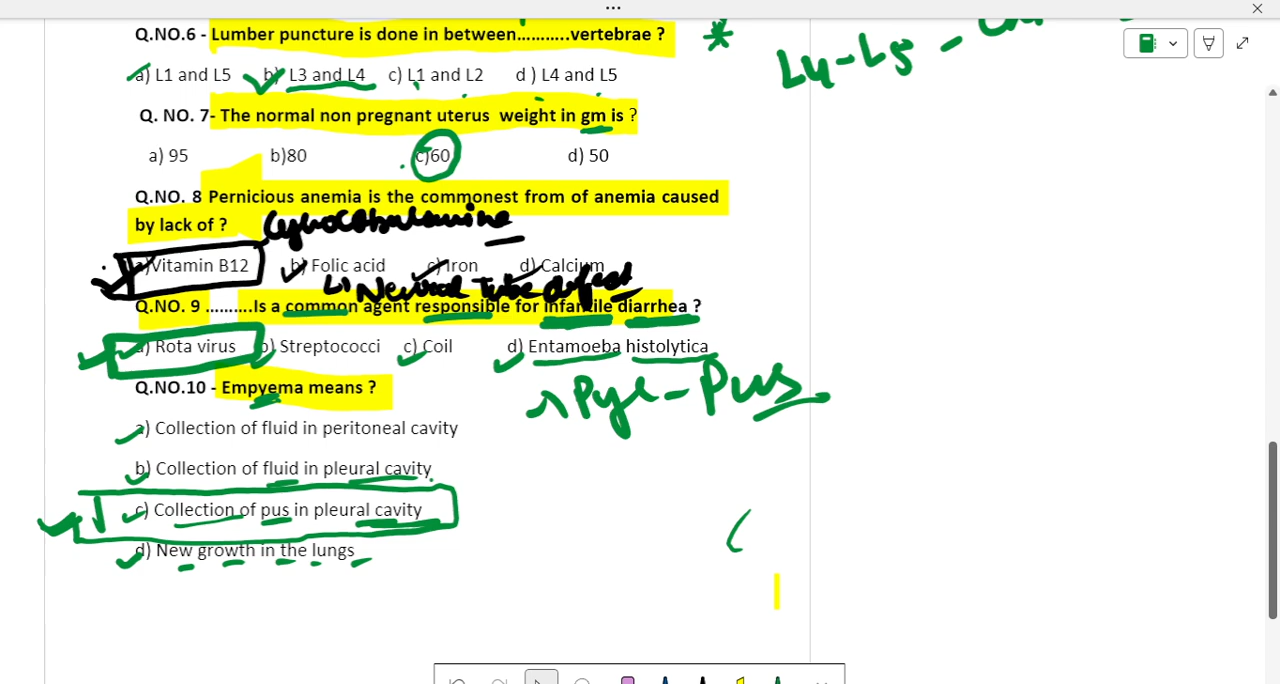 Q.NO.6 - Lumber puncture is done in between...........vertebrae ?
L4-L5 -
a) L1 and L5 b) L3 and L4 c) L1 and L2 d ) L4 and L5
Q. NO. 7- The normal non pregnant uterus weight in gm is ?
a) 95 b)80 c)60 d) 50
Q.NO. 8 Pernicious anemia is the commonest from of anemia caused
by lack of ?
a)Vitamin B12 b) Folic acid c) Iron d) Calcium
Neural Tube defect
Q.NO. 9 ..........Is a common agent responsible for infantile diarrhea ?
a) Rota virus b) Streptococci c) Coil d) Entamoeba histolytica
Q.NO.10 - Empyema means ?
Pye - Pus
a) Collection of fluid in peritoneal cavity
b) Collection of fluid in pleural cavity
c) Collection of pus in pleural cavity
d) New growth in the lungs